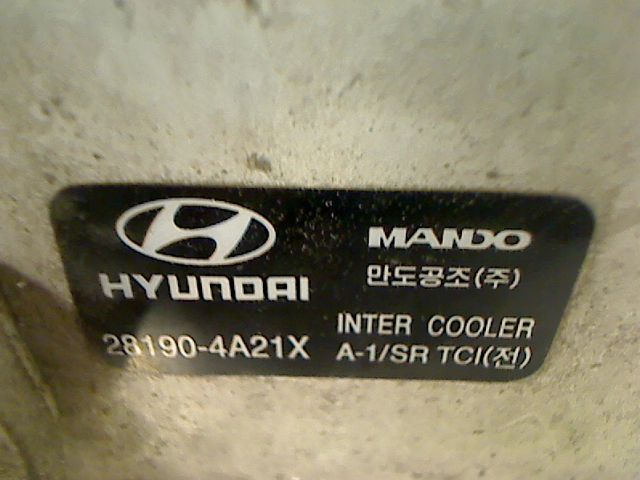 HYUNDAI
28190-4A21X
MANDO
만도공조(주)
INTER COOLER
A-1/SR TCI(전)